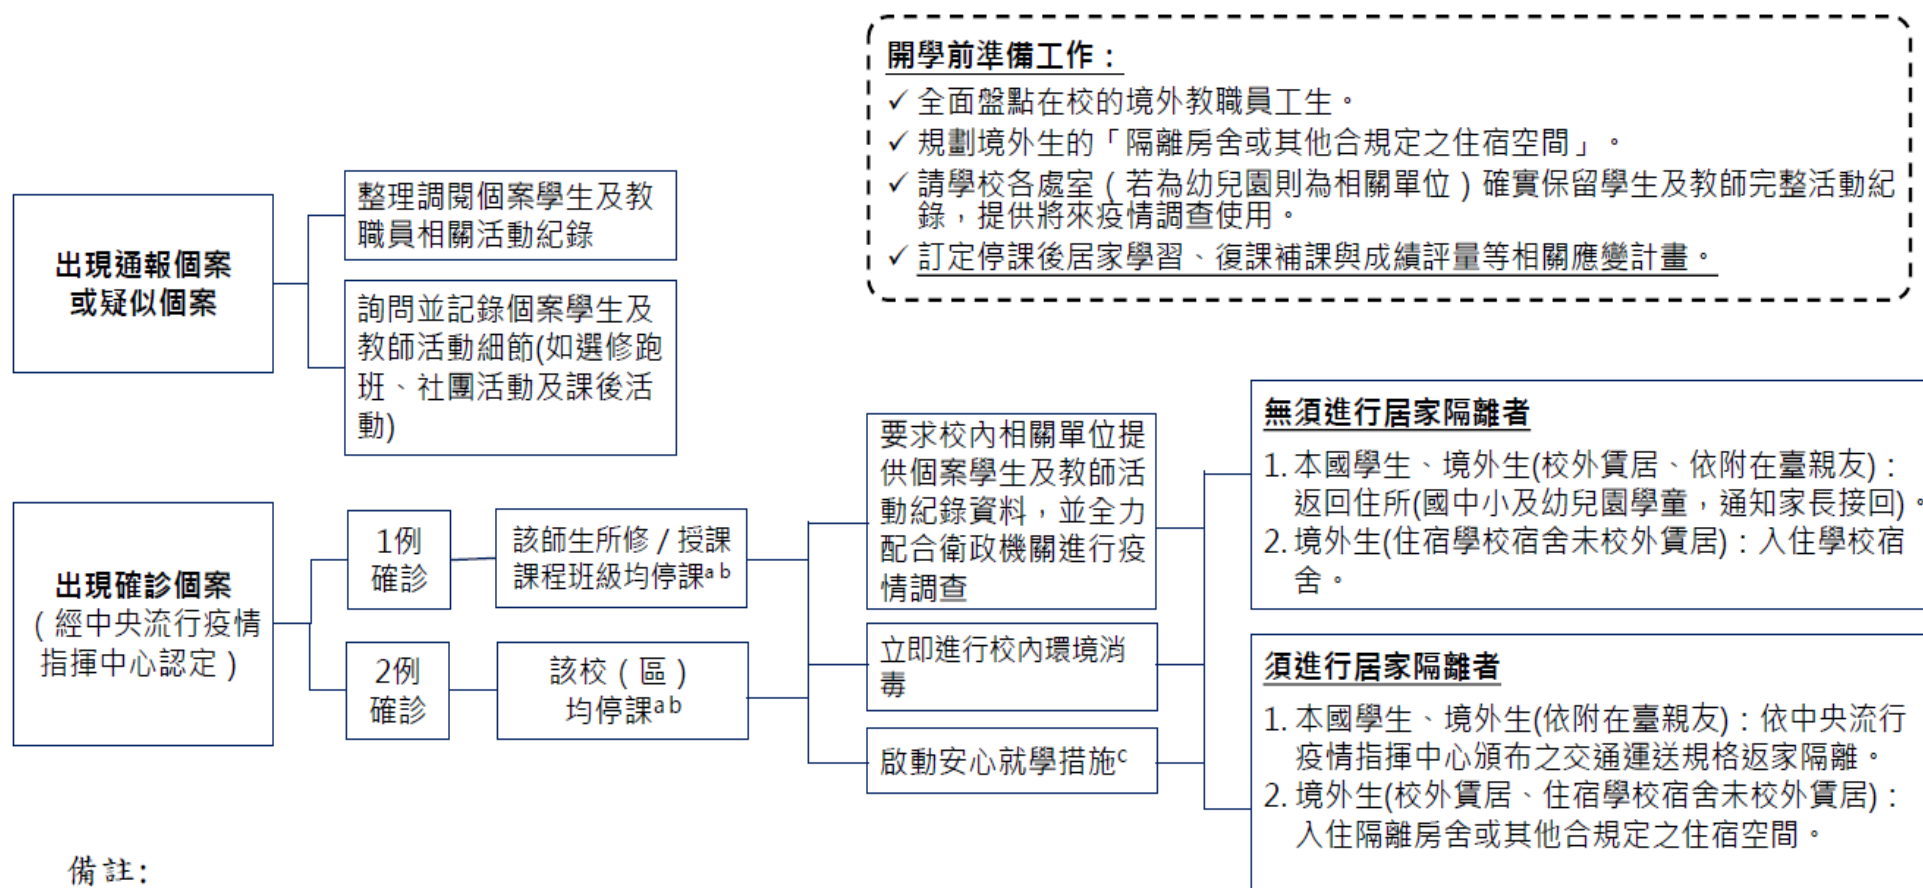 開學前準備工作：
✓ 全面盤點在校的境外教職員工生。
✓ 規劃境外生的「隔離房舍或其他合規定之住宿空間」。
✓ 請學校各處室（若為幼兒園則為相關單位）確實保留學生及教師完整活動紀
錄，提供將來疫情調查使用。
✓ 訂定停課後居家學習、復課補課與成績評量等相關應變計畫。
出現通報個案
或疑似個案
整理調閱個案學生及教
職員相關活動紀錄
詢問並記錄個案學生及
教師活動細節(如選修跑
班、社團活動及課後活
動)
出現確診個案
（經中央流行疫情
指揮中心認定）
1例
確診
該師生所修／授課
課程班級均停課ab
2例
確診
該校（區）
均停課ab
要求校內相關單位提
供個案學生及教師活
動紀錄資料，並全力
配合衛政機關進行疫
情調查
立即進行校內環境消
毒
啟動安心就學措施c
無須進行居家隔離者
1. 本國學生、境外生(校外賃居、依附在臺親友)：
返回住所(國中小及幼兒園學童，通知家長接回)。
2. 境外生(住宿學校宿舍未校外賃居)：入住學校宿
舍。
須進行居家隔離者
1. 本國學生、境外生(依附在臺親友)：依中央流行
疫情指揮中心頒布之交通運送規格返家隔離。
2. 境外生(校外賃居、住宿學校宿舍未校外賃居)：
入住隔離房舍或其他合規定之住宿空間。
備註：